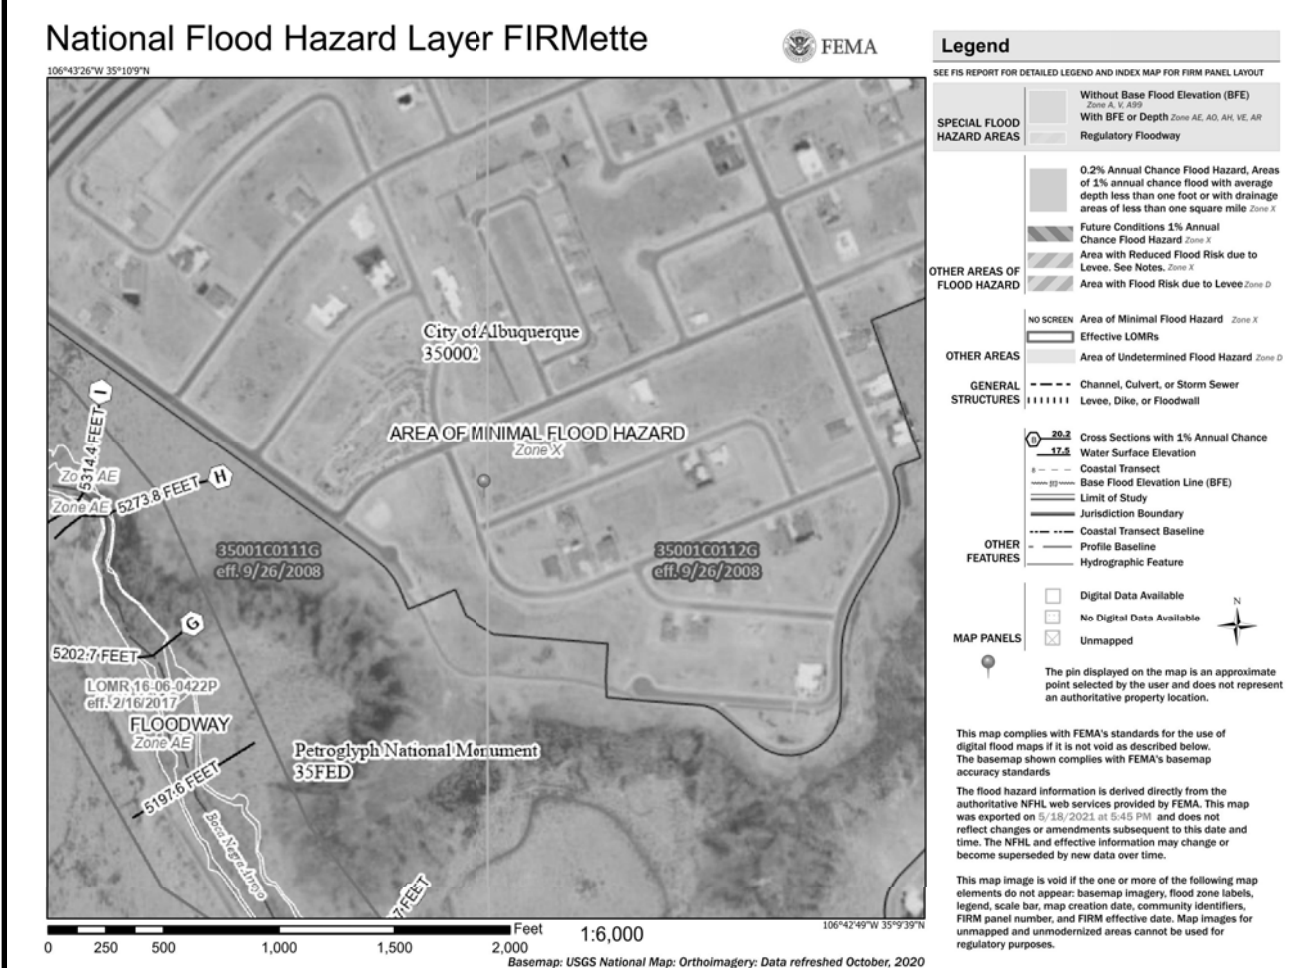 National Flood Hazard Layer FIRMette
FEMA
106°43'26"W 35°10'9"N
City of Albuquerque
350002
AREA OF MINIMAL FLOOD HAZARD
Zone X
5314.4 FEET
I
Zone AE
5273.8 FEET
H
Zone AE
35001C0111G
eff. 9/26/2008
35001C0112G
eff. 9/26/2008
G
5202.7 FEET
LOMR 16-06-0422P
eff. 2/16/2017
FLOODWAY
Zone AE
Petroglyph National Monument
35FED
5197.6 FEET
Boca Negra Arroyo
7 FEET
106°42'49"W 35°9'39"N
Feet
1:6,000
0 250 500 1,000 1,500 2,000
Basemap: USGS National Map: Orthoimagery: Data refreshed October, 2020
Legend
SEE FIS REPORT FOR DETAILED LEGEND AND INDEX MAP FOR FIRM PANEL LAYOUT
SPECIAL FLOOD
HAZARD AREAS
Without Base Flood Elevation (BFE)
Zone A, V, A99
With BFE or Depth Zone AE, AO, AH, VE, AR
Regulatory Floodway
0.2% Annual Chance Flood Hazard, Areas
of 1% annual chance flood with average
depth less than one foot or with drainage
areas of less than one square mile Zone X
Future Conditions 1% Annual
Chance Flood Hazard Zone X
Area with Reduced Flood Risk due to
Levee. See Notes. Zone X
Area with Flood Risk due to Levee Zone D
OTHER AREAS OF
FLOOD HAZARD
NO SCREEN Area of Minimal Flood Hazard Zone X
Effective LOMRs
OTHER AREAS
Area of Undetermined Flood Hazard Zone D
GENERAL
STRUCTURES
Channel, Culvert, or Storm Sewer
Levee, Dike, or Floodwall
B 20.2 Cross Sections with 1% Annual Chance
17.5 Water Surface Elevation
8 Coastal Transect
513 Base Flood Elevation Line (BFE)
Limit of Study
Jurisdiction Boundary
Coastal Transect Baseline
OTHER
FEATURES
Profile Baseline
Hydrographic Feature
MAP PANELS
Digital Data Available
No Digital Data Available
Unmapped
N
The pin displayed on the map is an approximate
point selected by the user and does not represent
an authoritative property location.
This map complies with FEMA's standards for the use of
digital flood maps if it is not void as described below.
The basemap shown complies with FEMA's basemap
accuracy standards
The flood hazard information is derived directly from the
authoritative NFHL web services provided by FEMA. This map
was exported on 5/18/2021 at 5:45 PM and does not
reflect changes or amendments subsequent to this date and
time. The NFHL and effective information may change or
become superseded by new data over time.
This map image is void if the one or more of the following map
elements do not appear: basemap imagery, flood zone labels,
legend, scale bar, map creation date, community identifiers,
FIRM panel number, and FIRM effective date. Map images for
unmapped and unmodernized areas cannot be used for
regulatory purposes.